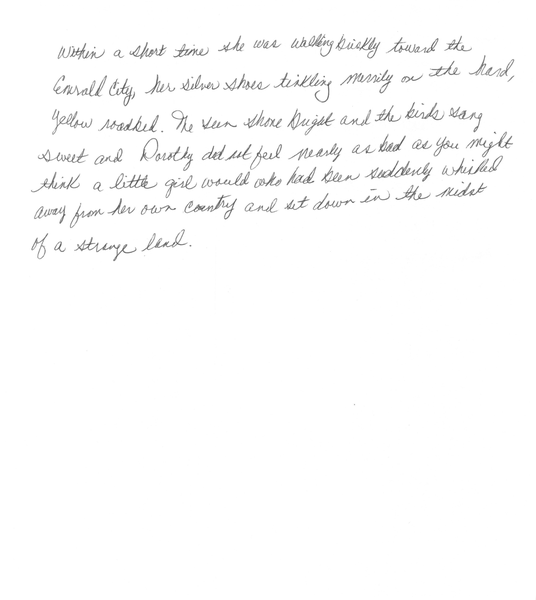 Within a short time she was walking briskly toward the
Emerald City, her silver shoes tinkling merrily on the hard,
yellow roadbed. The sun shone bright and the birds sang
sweet and Dorothy did not feel nearly as bad as you might
think a little girl would who had been suddenly whisked
away from her own country and set down in the midst
of a strange land.